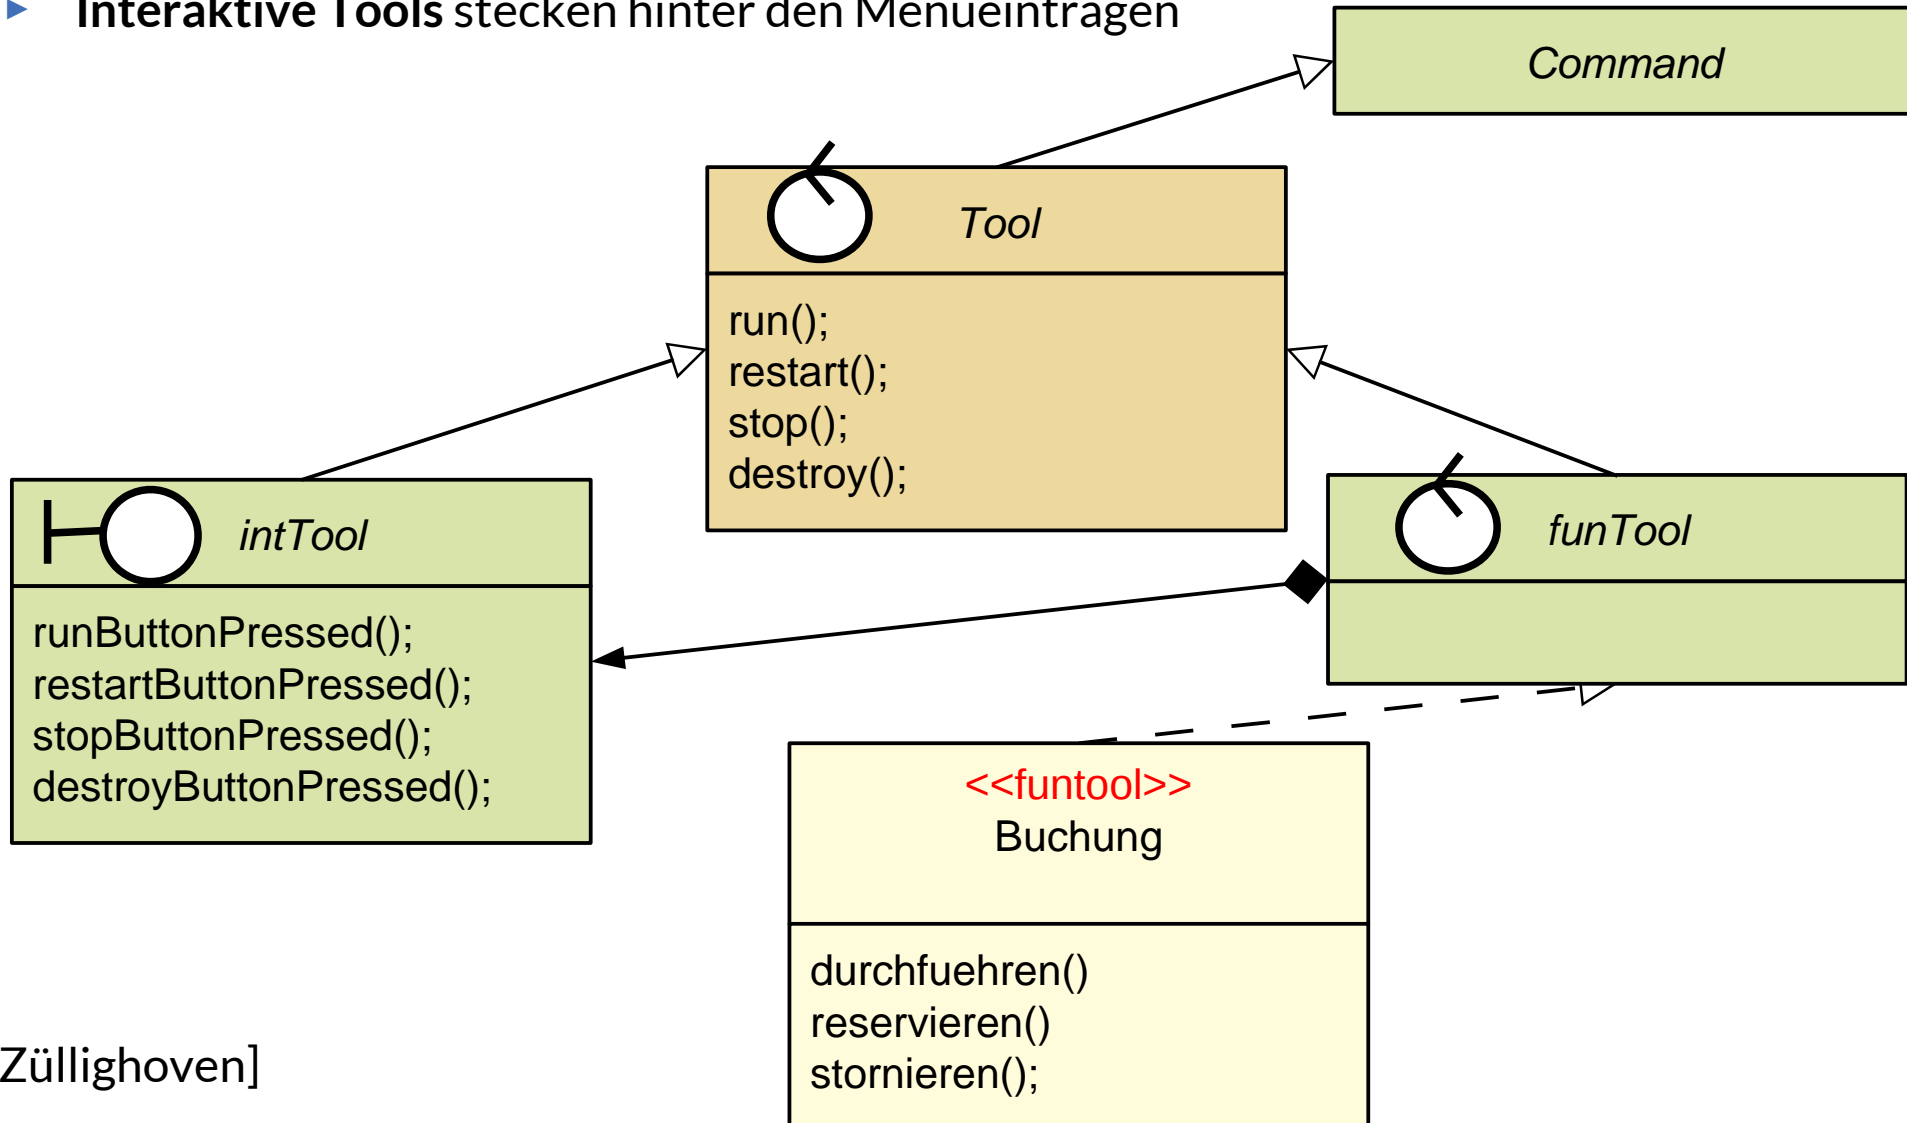 Interaktive Tools stecken hinter den Menüeinträgen
Command
Tool
run();
restart();
stop();
destroy();
intTool
runButtonPressed();
restartButtonPressed();
stopButtonPressed();
destroyButtonPressed();
funTool
<<funtool>>
Buchung
durchfuehren()
reservieren()
stornieren();
Züllighoven]